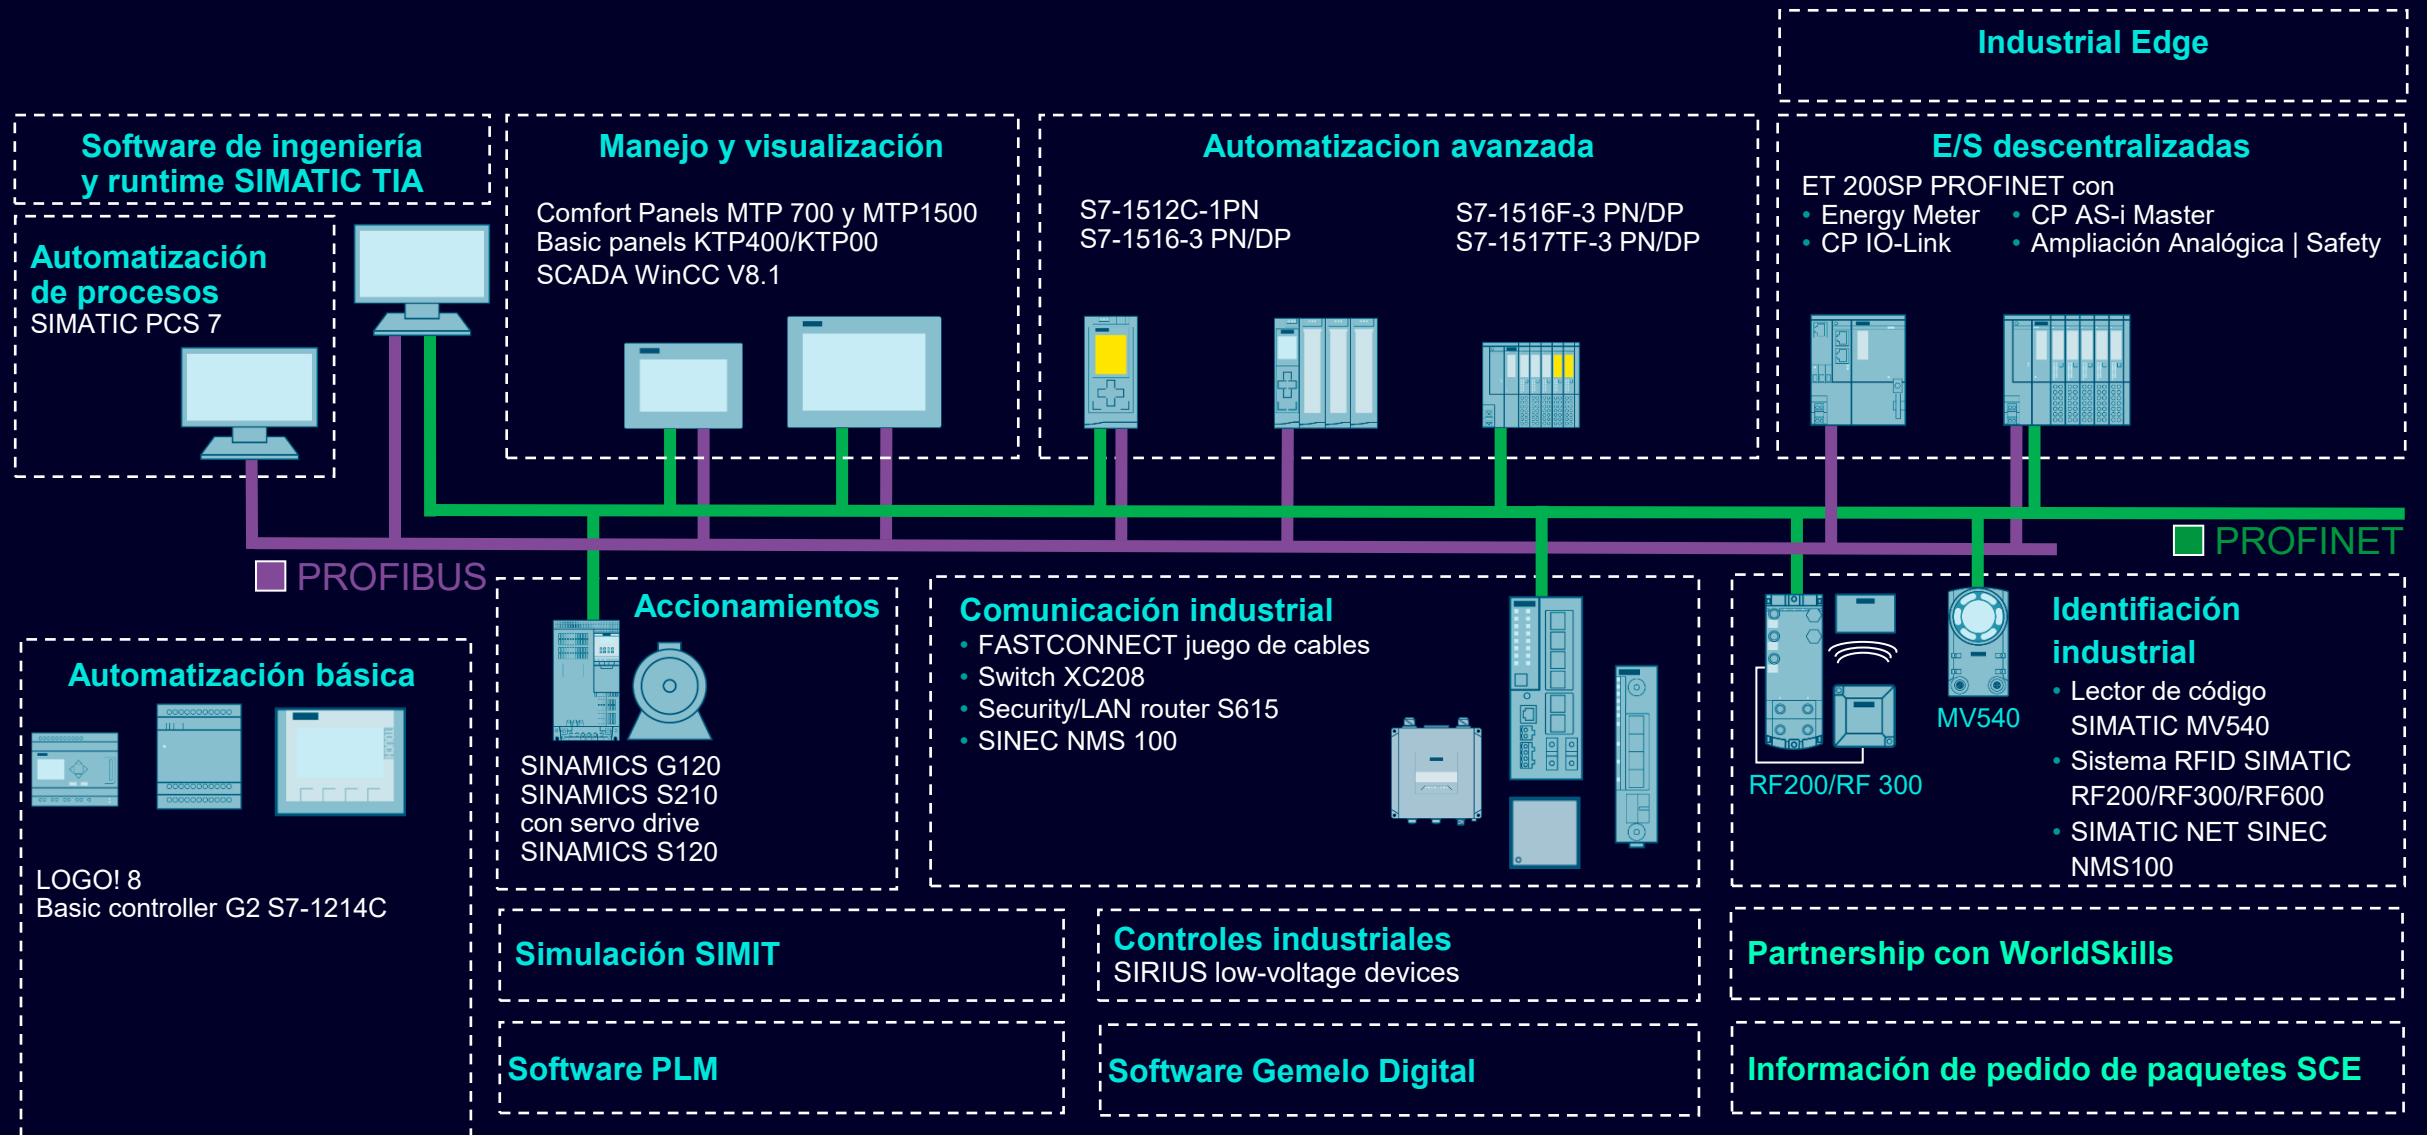 Industrial Edge
Software de ingeniería
y runtime SIMATIC TIA
Automatización
de procesos
SIMATIC PCS 7
Manejo y visualización
Comfort Panels MTP 700 y MTP1500
Basic panels KTP400/KTP00
SCADA WinCC V8.1
Automatizacion avanzada
S7-1512C-1PN
S7-1516-3 PN/DP
S7-1516F-3 PN/DP
S7-1517TF-3 PN/DP
E/S descentralizadas
ET 200SP PROFINET con
• Energy Meter
• CP IO-Link
• CP AS-i Master
• Ampliación Analógica | Safety
PROFINET
PROFIBUS
Automatización básica
LOGO! 8
Basic controller G2 S7-1214C
Accionamientos
SINAMICS G120
SINAMICS S210
con servo drive
SINAMICS S120
Comunicación industrial
• FASTCONNECT juego de cables
• Switch XC208
• Security/LAN router S615
• SINEC NMS 100
RF200/RF 300
MV540
Identifiación
industrial
• Lector de código
SIMATIC MV540
• Sistema RFID SIMATIC
RF200/RF300/RF600
• SIMATIC NET SINEC
NMS100
Simulación SIMIT
Controles industriales
SIRIUS low-voltage devices
Partnership con WorldSkills
Software PLM
Software Gemelo Digital
Información de pedido de paquetes SCE